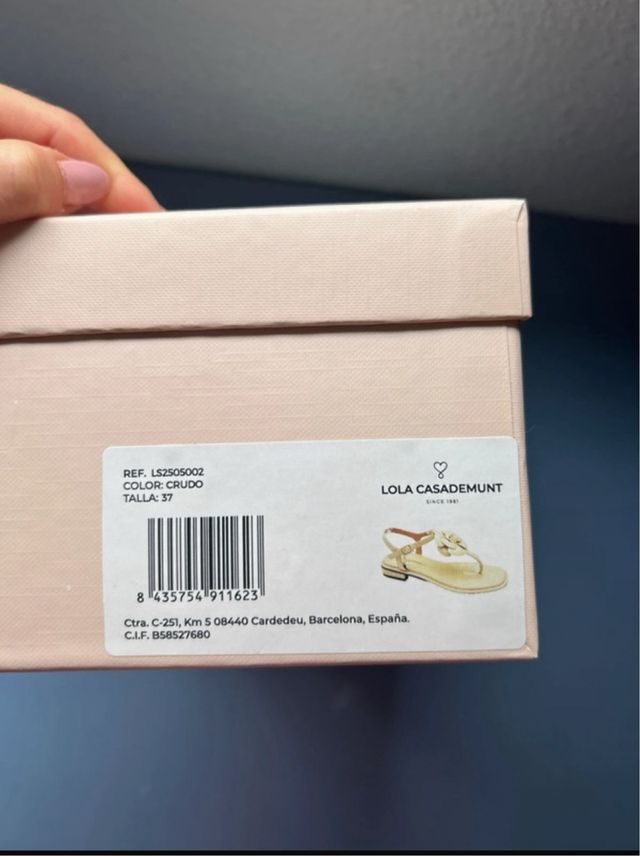 REF. LS2505002
COLOR: CRUDO
TALLA: 37
LOLA CASADEMUNT
SINCE 1981
8 435754 911623
Ctra. C-251, Km 5 08440 Cardedeu, Barcelona, España.
C.I.F. B58527680